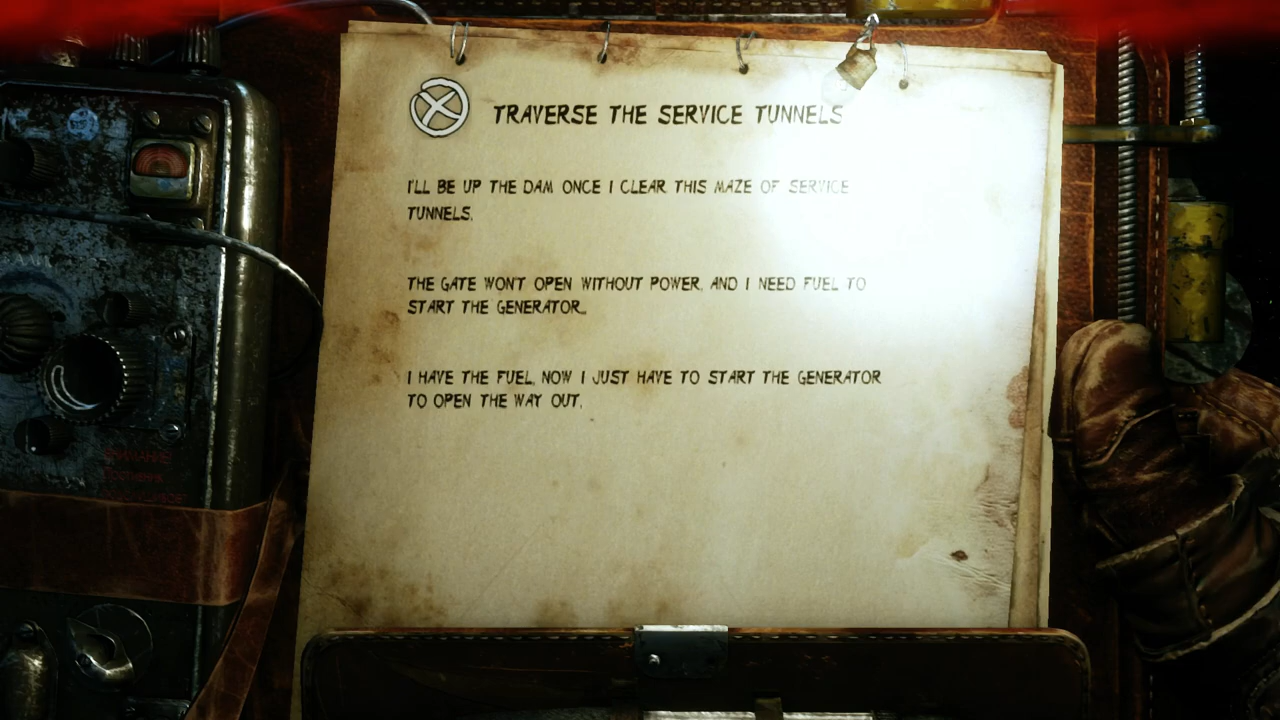 TRAVERSE THE SERVICE TUNNELS
I'LL BE UP THE DAM ONCE I CLEAR THIS MAZE OF SERVICE
TUNNELS.
THE GATE WON'T OPEN WITHOUT POWER, AND I NEED FUEL TO
START THE GENERATOR...
I HAVE THE FUEL, NOW I JUST HAVE TO START THE GENERATOR
TO OPEN THE WAY OUT.